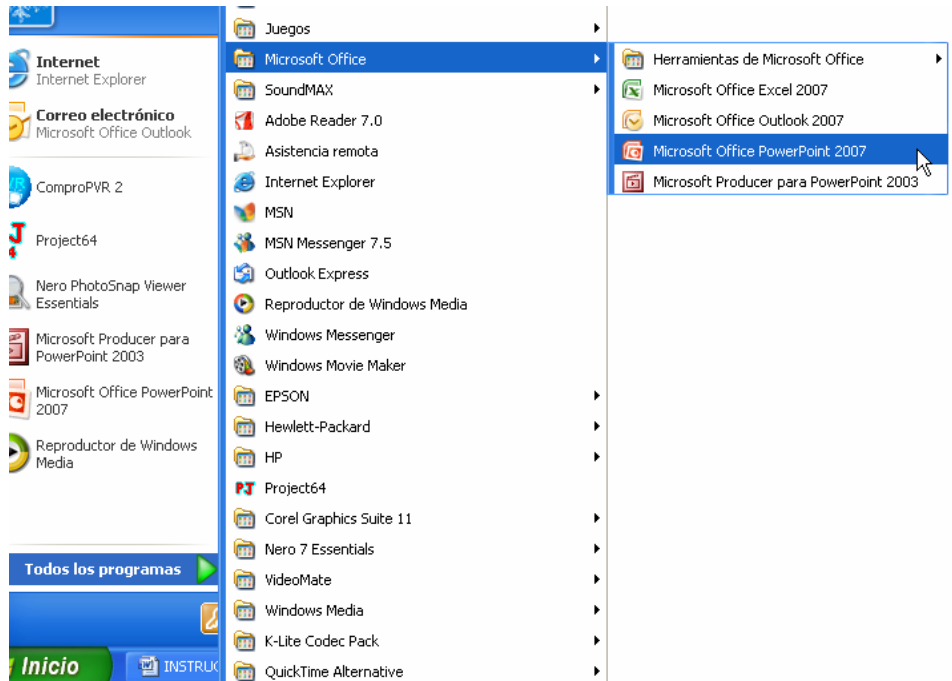 Internet
Internet Explorer
Correo electrónico
Microsoft Office Outlook
ComproPVR 2
Project64
Nero PhotoSnap Viewer
Essentials
Microsoft Producer para
PowerPoint 2003
Microsoft Office PowerPoint
2007
Reproductor de Windows
Media
Todos los programas
Inicio
INSTRUC
Juegos
Microsoft Office
SoundMAX
Adobe Reader 7.0
Asistencia remota
Internet Explorer
MSN
MSN Messenger 7.5
Outlook Express
Reproductor de Windows Media
Windows Messenger
Windows Movie Maker
EPSON
Hewlett-Packard
HP
Project64
Corel Graphics Suite 11
Nero 7 Essentials
VideoMate
Windows Media
K-Lite Codec Pack
QuickTime Alternative
Herramientas de Microsoft Office
Microsoft Office Excel 2007
Microsoft Office Outlook 2007
Microsoft Office PowerPoint 2007
Microsoft Producer para PowerPoint 2003